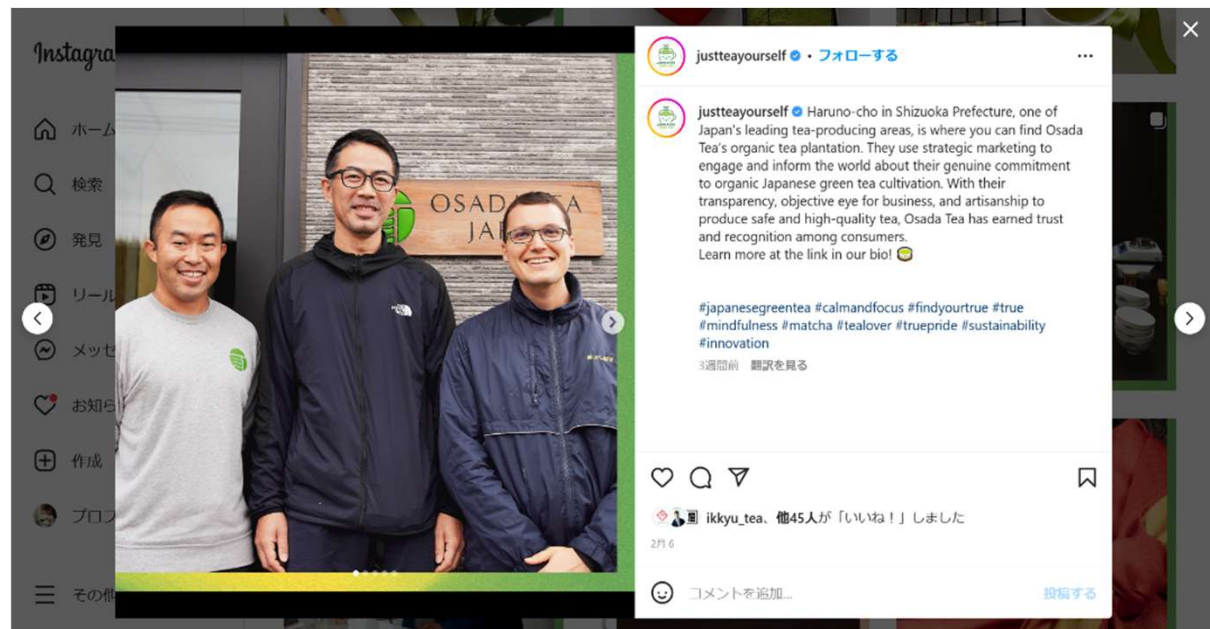 Instagra
ホーム
検索
発見
リール
メッセ
お知ら
作成
プロフ
その他
OSADA TEA
JAP
justteayourself • フォローする
justteayourself Haruno-cho in Shizuoka Prefecture, one of
Japan's leading tea-producing areas, is where you can find Osada
Tea's organic tea plantation. They use strategic marketing to
engage and inform the world about their genuine commitment
to organic Japanese green tea cultivation. With their
transparency, objective eye for business, and artisanship to
produce safe and high-quality tea, Osada Tea has earned trust
and recognition among consumers.
Learn more at the link in our bio! 🍵
#japanesegreentea #calmandfocus #findyourtrue #true
#mindfulness #matcha #tealover #truepride #sustainability
#innovation
3週間前 翻訳を見る
ikkyu_tea、他45人が「いいね！」しました
2月 6
コメントを追加...
投稿する